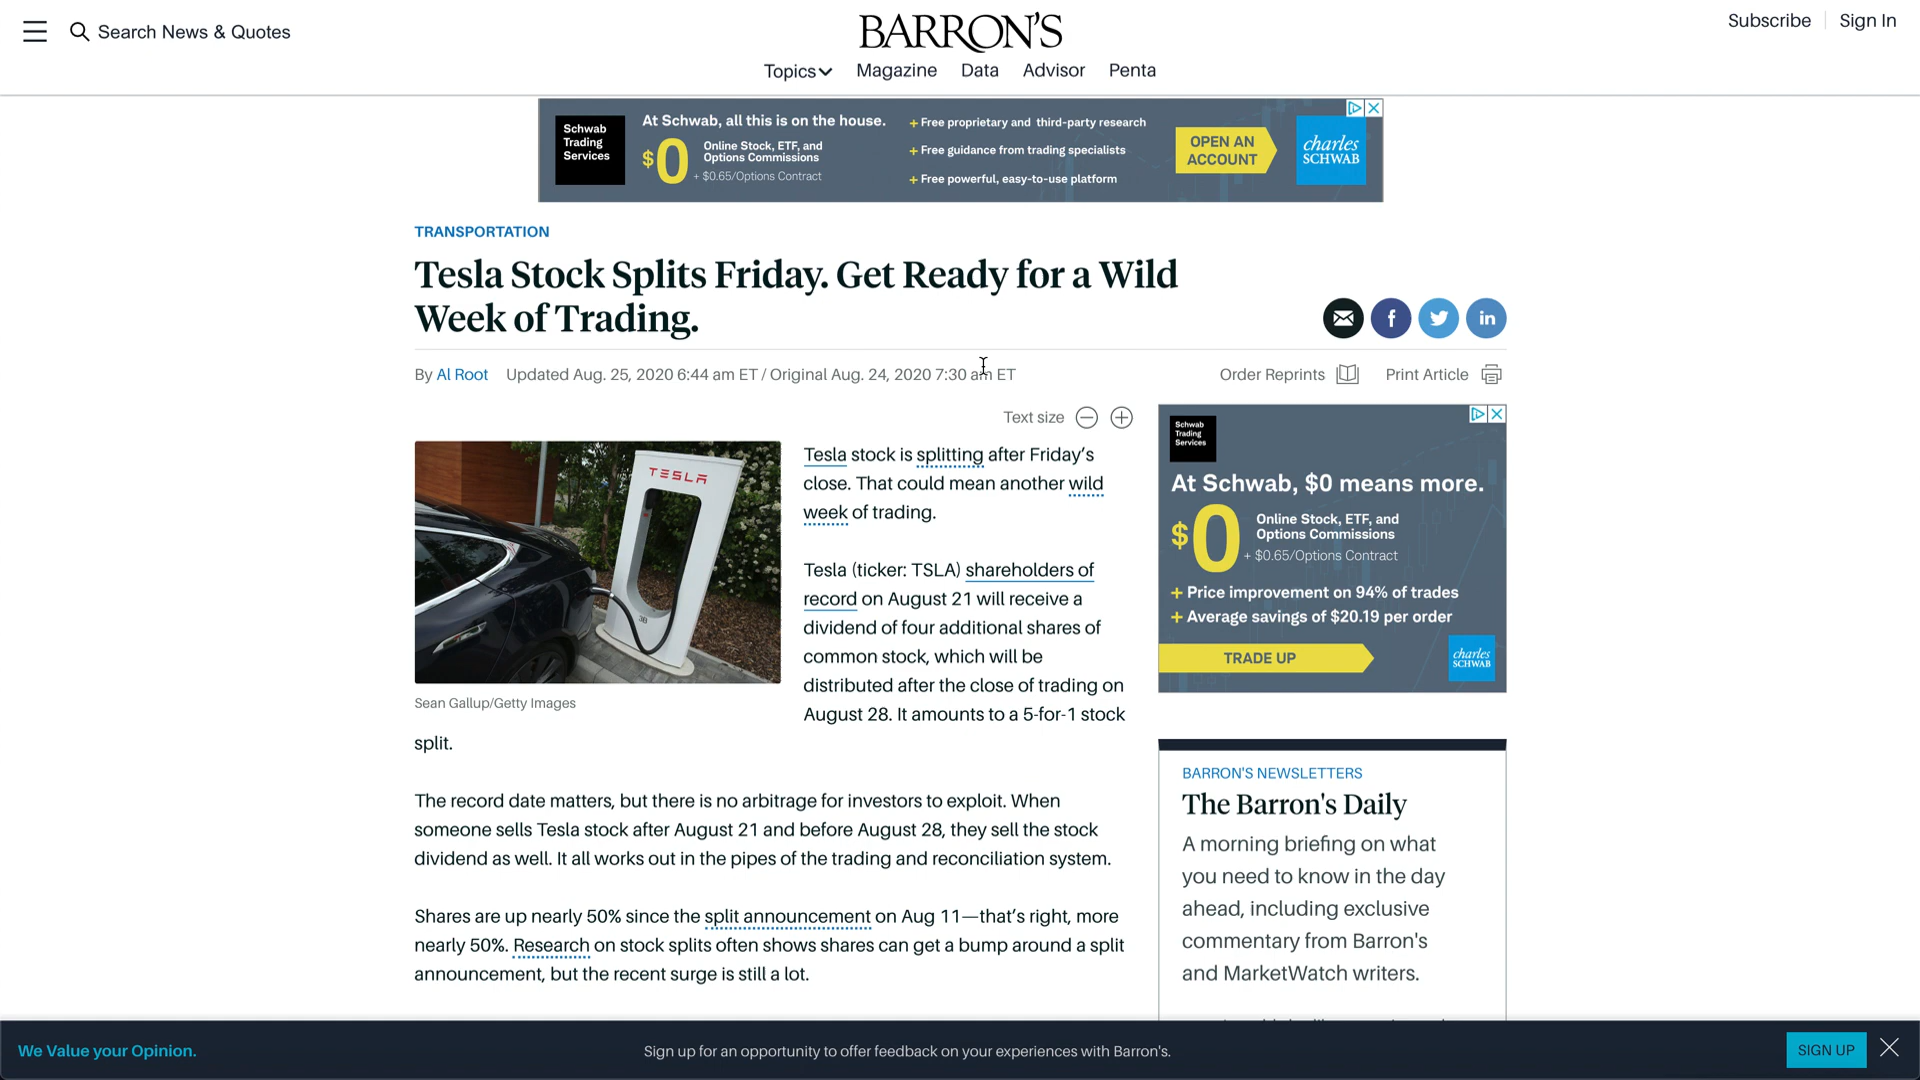 Search News & Quotes
BARRON'S
Subscribe
Sign In
Topics
Magazine
Data
Advisor
Penta
Schwab
Trading
Services
At Schwab, all this is on the house.
$0
Online Stock, ETF, and
Options Commissions
+ $0.65/Options Contract
+ Free proprietary and third-party research
+ Free guidance from trading specialists
+ Free powerful, easy-to-use platform
OPEN AN
ACCOUNT
charles
SCHWAB
TRANSPORTATION
Tesla Stock Splits Friday. Get Ready for a Wild
Week of Trading.
f
in
By Al Root Updated Aug. 25, 2020 6:44 am ET / Original Aug. 24, 2020 7:30 am ET
Order Reprints
Print Article
Text size
TESLA
3B
Sean Gallup/Getty Images
Tesla stock is splitting after Friday's
close. That could mean another wild
week of trading.
Tesla (ticker: TSLA) shareholders of
record on August 21 will receive a
dividend of four additional shares of
common stock, which will be
distributed after the close of trading on
August 28. It amounts to a 5-for-1 stock
split.
The record date matters, but there is no arbitrage for investors to exploit. When
someone sells Tesla stock after August 21 and before August 28, they sell the stock
dividend as well. It all works out in the pipes of the trading and reconciliation system.
Shares are up nearly 50% since the split announcement on Aug 11—that's right, more
nearly 50%. Research on stock splits often shows shares can get a bump around a split
announcement, but the recent surge is still a lot.
Schwab
Trading
Services
At Schwab, $0 means more.
$0
Online Stock, ETF, and
Options Commissions
+ $0.65/Options Contract
+ Price improvement on 94% of trades
+ Average savings of $20.19 per order
TRADE UP
charles
SCHWAB
BARRON'S NEWSLETTERS
The Barron's Daily
A morning briefing on what
you need to know in the day
ahead, including exclusive
commentary from Barron's
and MarketWatch writers.
We Value your Opinion.
Sign up for an opportunity to offer feedback on your experiences with Barron's.
SIGN UP